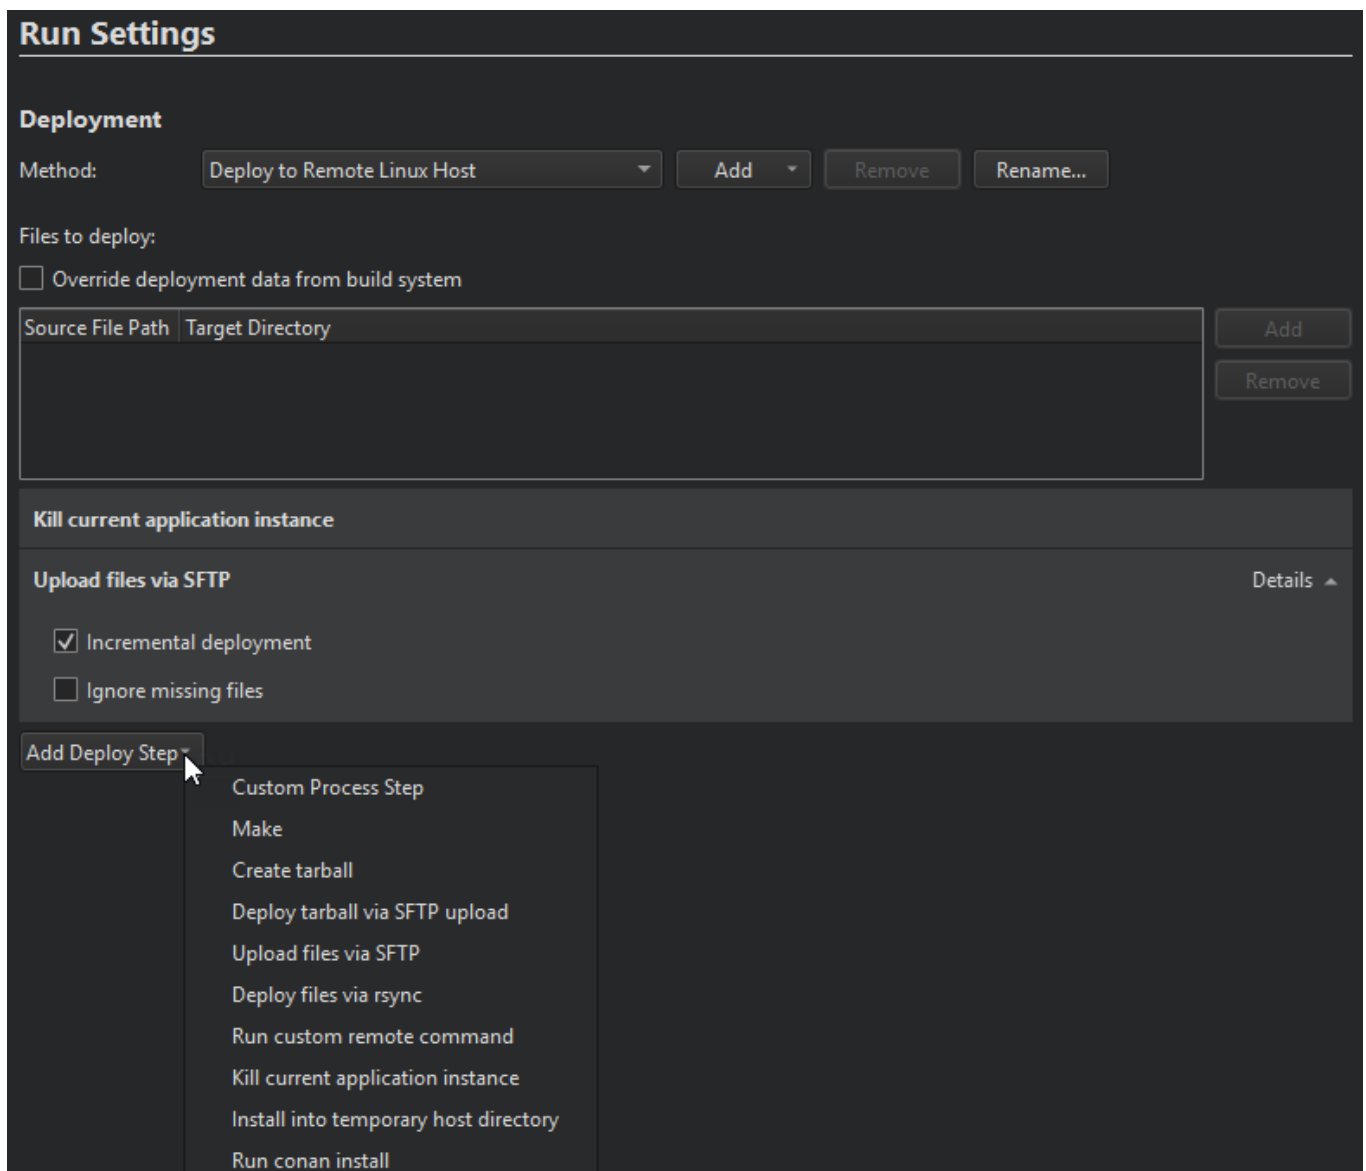 Run Settings
Deployment
Method: Deploy to Remote Linux Host Add Remove Rename...
Files to deploy:
Override deployment data from build system
Source File Path Target Directory Add
Remove
Kill current application instance
Upload files via SFTP Details
Incremental deployment
Ignore missing files
Add Deploy Step
Custom Process Step
Make
Create tarball
Deploy tarball via SFTP upload
Upload files via SFTP
Deploy files via rsync
Run custom remote command
Kill current application instance
Install into temporary host directory
Run conan install